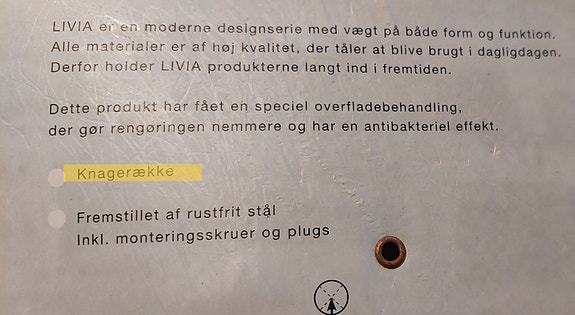 LIVIA er en moderne designserie med vægt på både form og funktion.
Alle materialer er af høj kvalitet, der tåler at blive brugt i dagligdagen.
Derfor holder LIVIA produkterne langt ind i fremtiden.
Dette produkt har fået en speciel overfladebehandling,
der gør rengøringen nemmere og har en antibakteriel effekt.
Knagerække
Fremstillet af rustfrit stål
Inkl. monteringsskruer og plugs